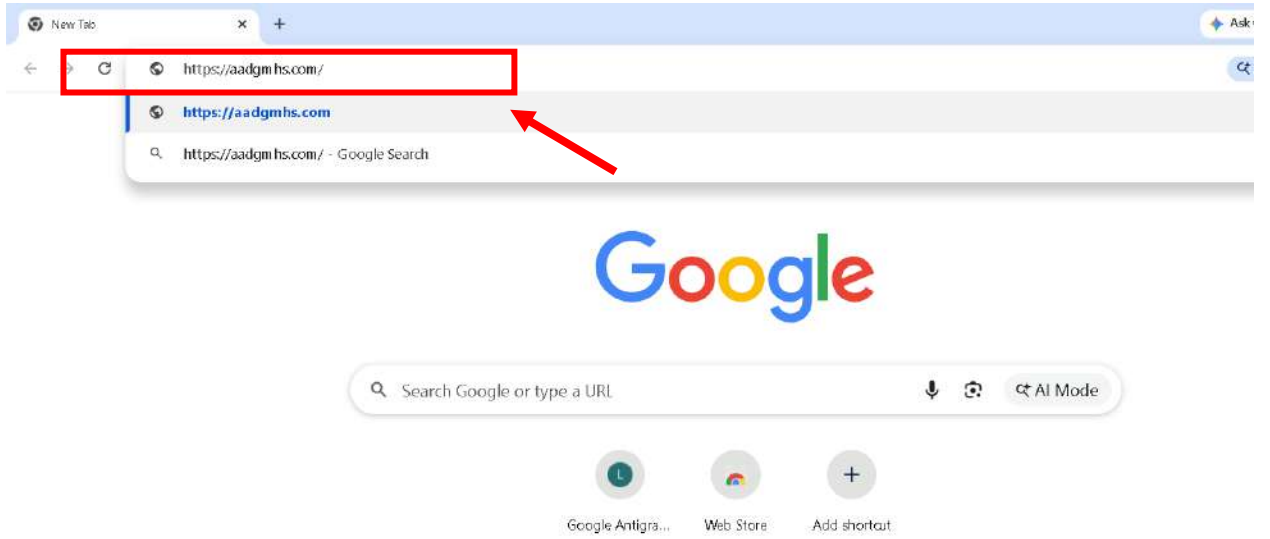 New Tab
Ask
https://aadgmhs.com/
https://aadgmhs.com
https://aadgmhs.com/ - Google Search
Google
Search Google or type a URL
AI Mode
L
Google Antigra...
Web Store
Add shortcut